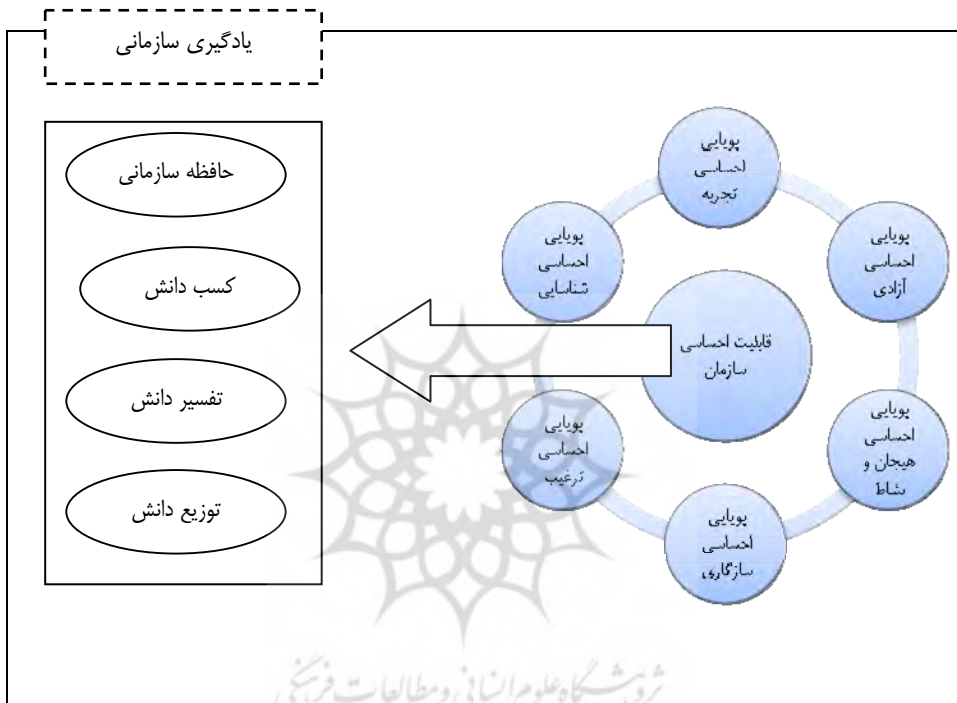 یادگیری سازمانی
حافظه سازمانی
کسب دانش
تفسیر دانش
توزیع دانش
پویایی
احساسی
تجربه
پویایی
احساسی
آزادی
پویایی
احساسی
هیجان و
نشاط
پویایی
احساسی
سازگاری
پویایی
احساسی
ترغیب
پویایی
احساسی
شناسایی
قابلیت احساسی
سازمان
پژوهشگاه علوم انسانی و مطالعات فرهنگی